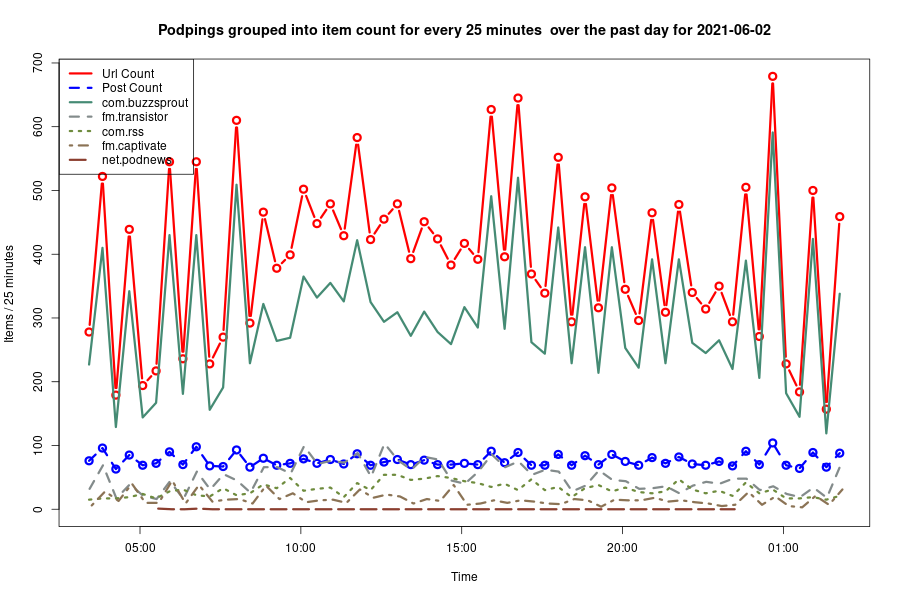 Podpings grouped into item count for every 25 minutes  over the past day for 2021-06-02
Items / 25 minutes
700
600
500
400
300
200
100
0
Url Count
Post Count
com.buzzsprout
fm.transistor
com.rss
fm.captivate
net.podnews
05:00
10:00
15:00
20:00
01:00
Time